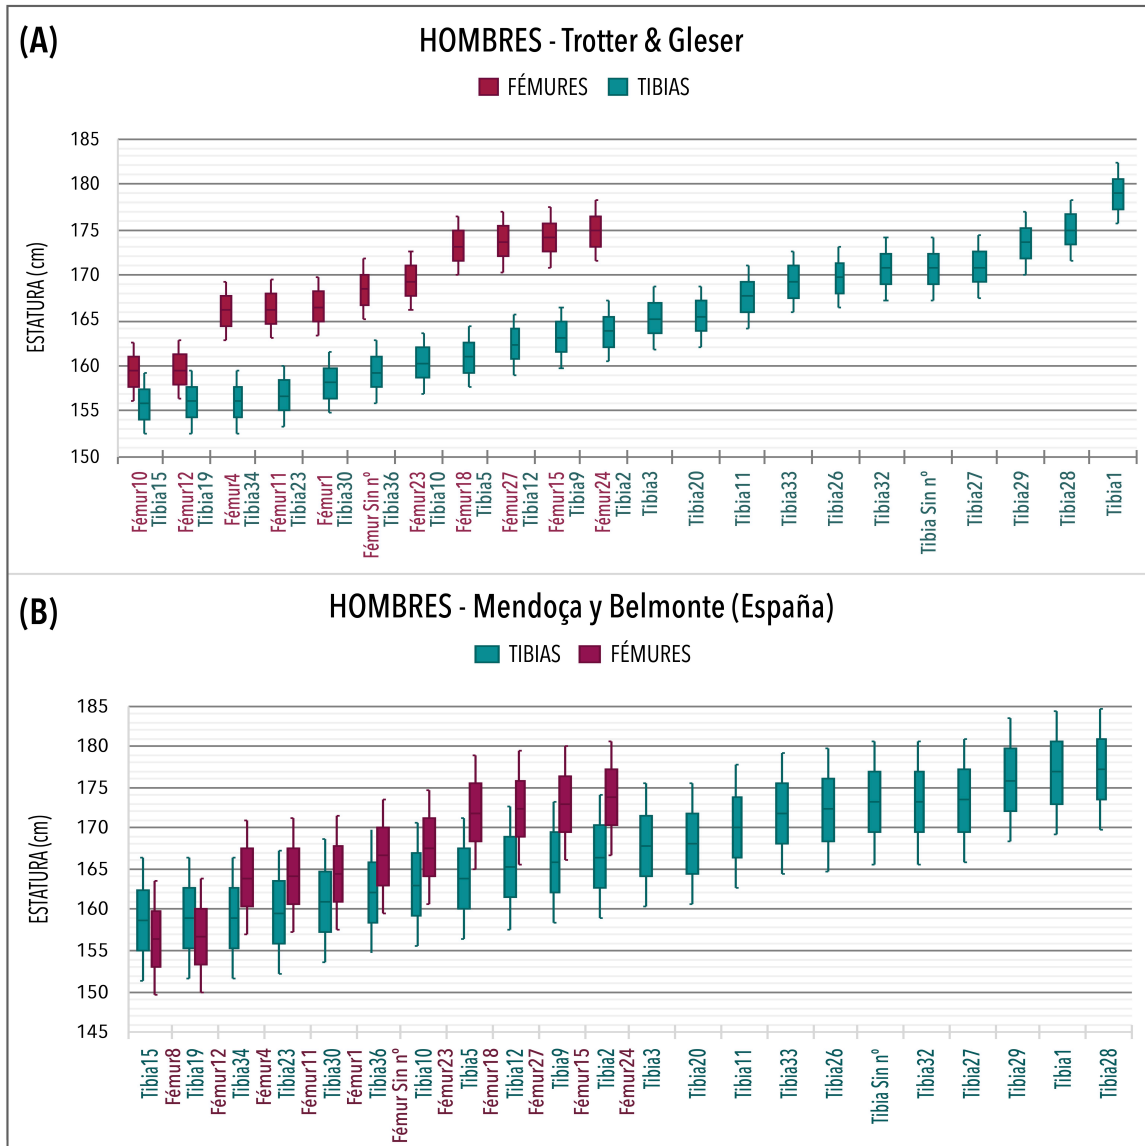 (A)
HOMBRES - Trotter & Gleser
FÉMURES TIBIAS
ESTATURA (cm)
185
180
175
170
165
160
155
150
Fémur10
Tibia15
Fémur12
Tibia19
Fémur4
Tibia34
Fémur11
Tibia23
Fémur1
Tibia30
Fémur Sin nº
Tibia36
Fémur23
Tibia10
Fémur18
Tibia5
Fémur27
Tibia12
Fémur15
Tibia9
Fémur24
Tibia2
Tibia3
Tibia20
Tibia11
Tibia33
Tibia26
Tibia32
Tibia Sin nº
Tibia27
Tibia29
Tibia28
Tibia1
(B)
HOMBRES - Mendoça y Belmonte (España)
TIBIAS FÉMURES
ESTATURA (cm)
185
180
175
170
165
160
155
150
145
Tibia15
Fémur8
Tibia19
Fémur12
Tibia34
Fémur4
Tibia23
Fémur11
Tibia30
Fémur1
Tibia36
Fémur Sin nº
Tibia10
Fémur23
Tibia5
Fémur18
Tibia12
Fémur27
Tibia9
Fémur15
Tibia2
Fémur24
Tibia3
Tibia20
Tibia11
Tibia33
Tibia26
Tibia Sin nº
Tibia32
Tibia27
Tibia29
Tibia1
Tibia28